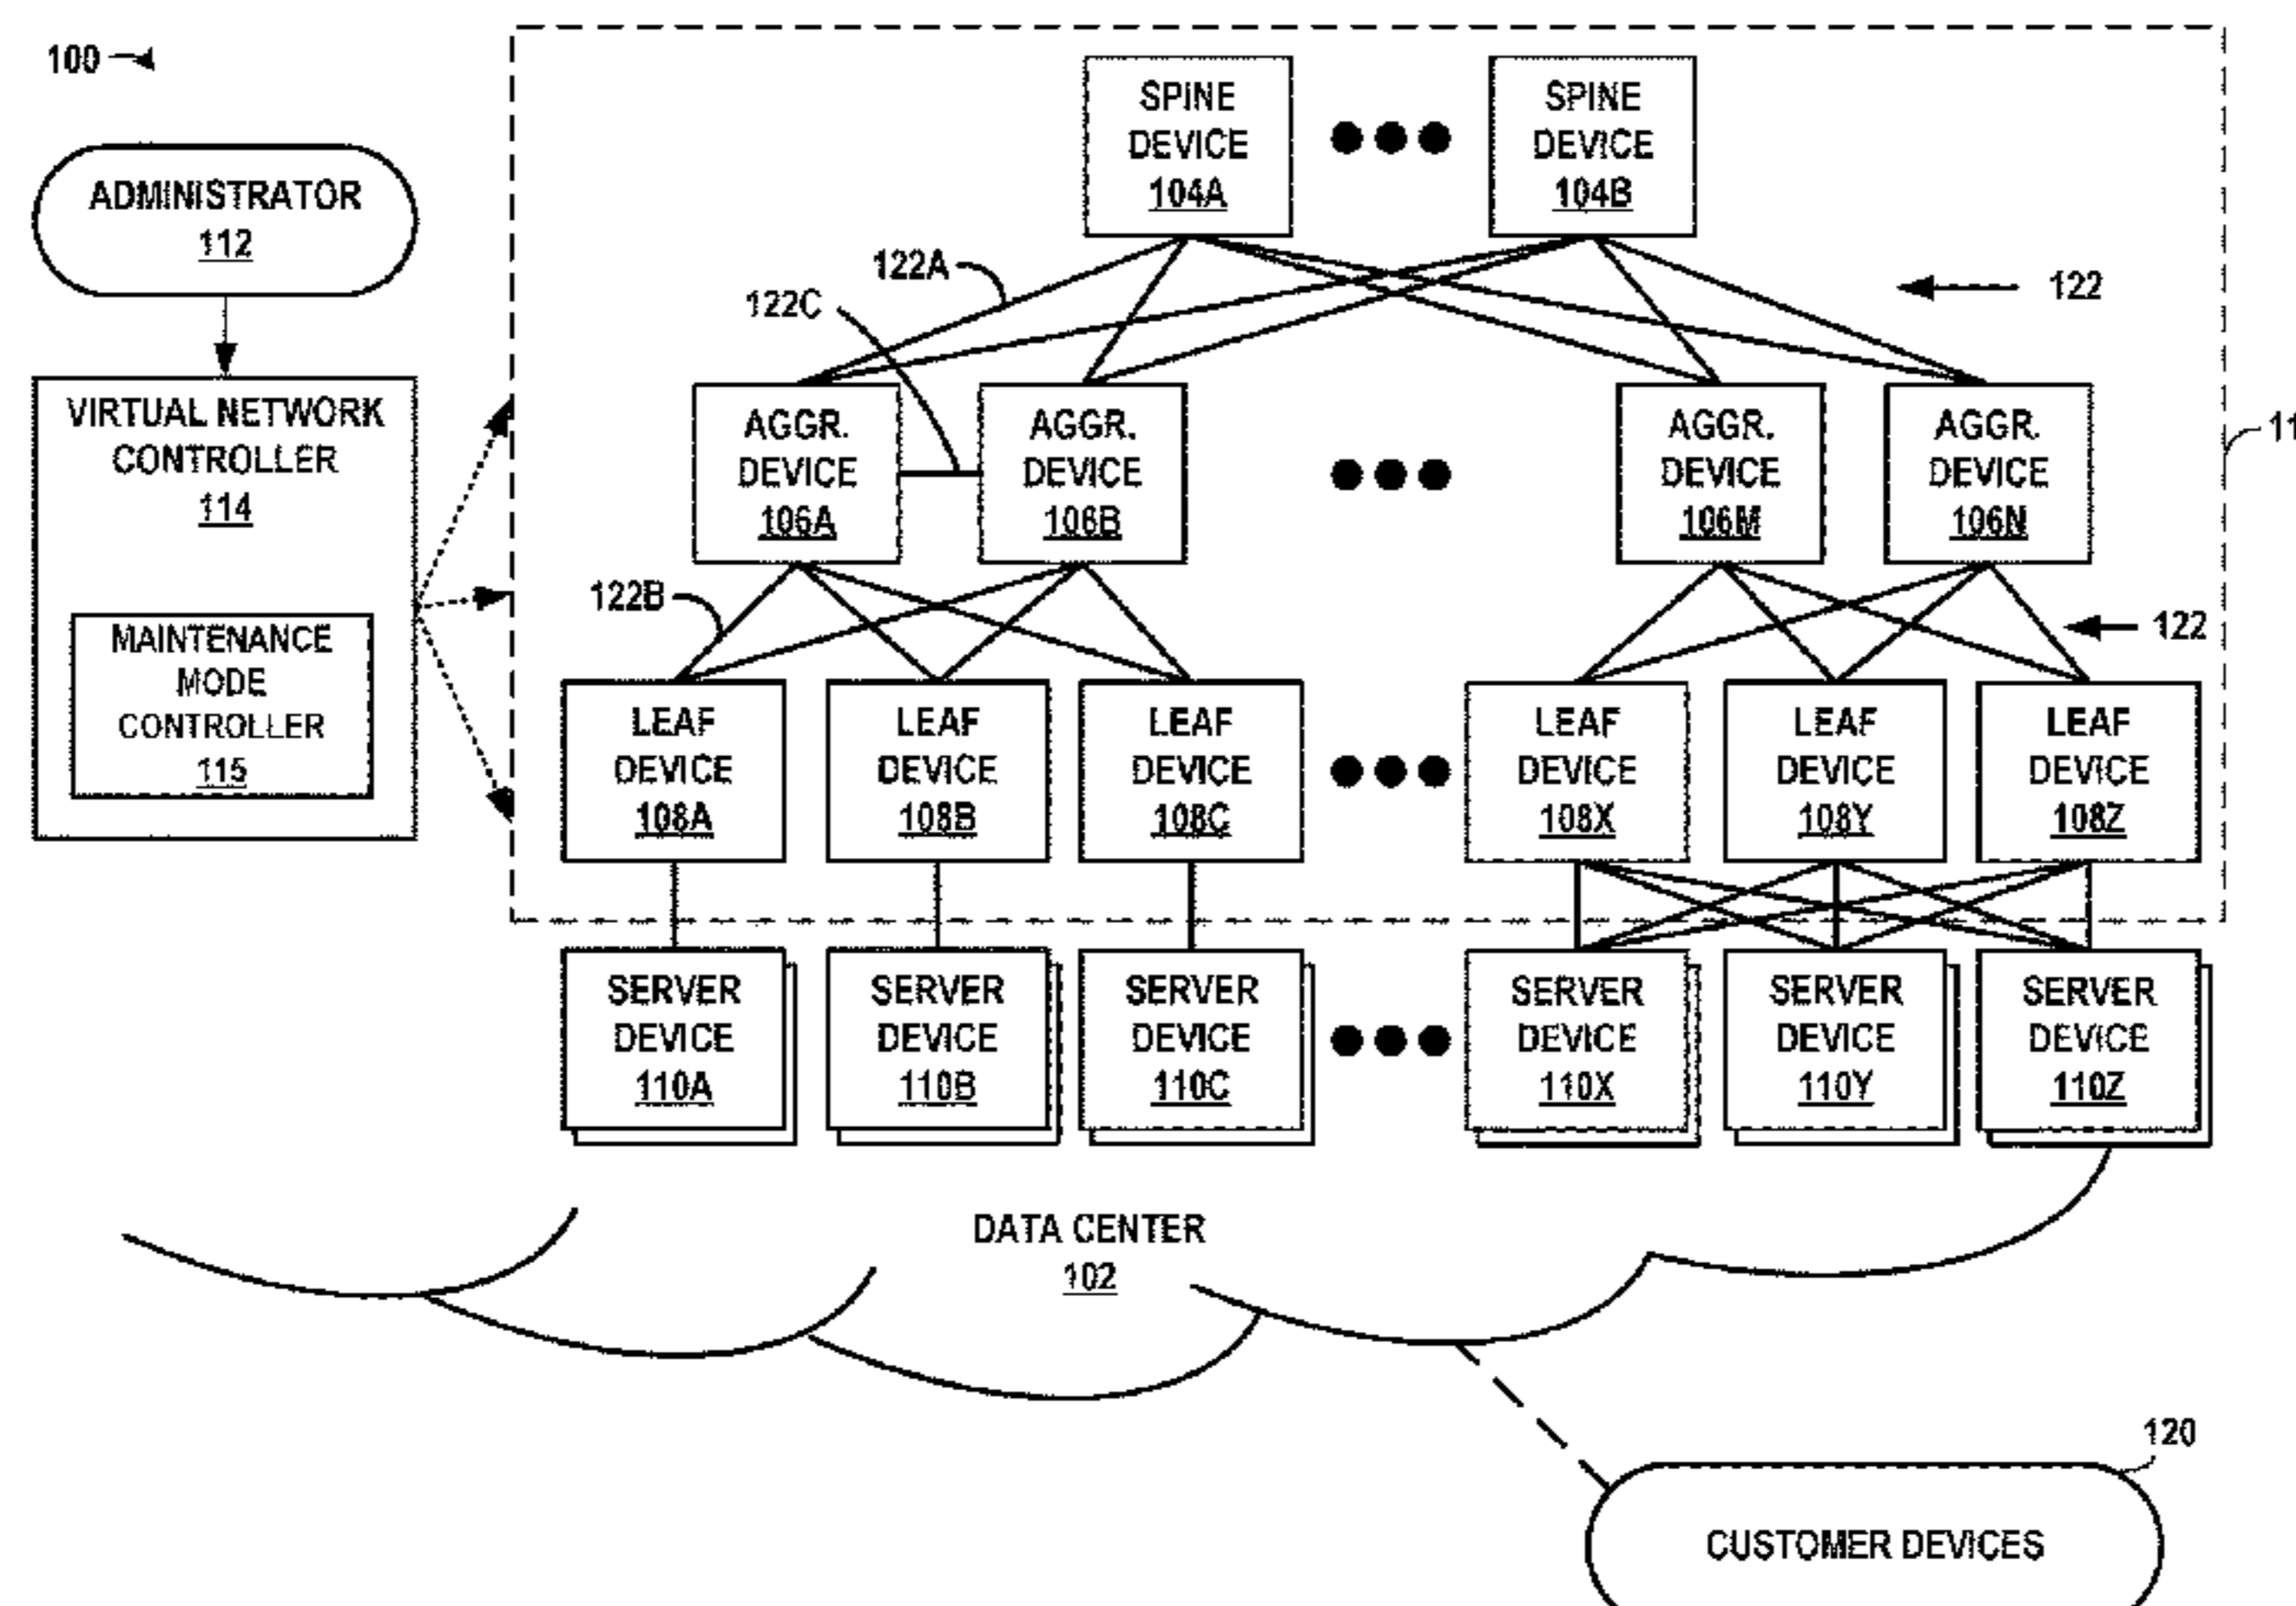 100
ADMINISTRATOR
112
VIRTUAL NETWORK
CONTROLLER
114
MAINTENANCE
MODE
CONTROLLER
115
SPINE
DEVICE
104A
SPINE
DEVICE
104B
122A
122C
122
AGGR.
DEVICE
106A
AGGR.
DEVICE
106B
AGGR.
DEVICE
106M
AGGR.
DEVICE
106N
122B
122
LEAF
DEVICE
108A
LEAF
DEVICE
108B
LEAF
DEVICE
108C
LEAF
DEVICE
108X
LEAF
DEVICE
108Y
LEAF
DEVICE
108Z
SERVER
DEVICE
110A
SERVER
DEVICE
110B
SERVER
DEVICE
110C
SERVER
DEVICE
110X
SERVER
DEVICE
110Y
SERVER
DEVICE
110Z
DATA CENTER
102
120
CUSTOMER DEVICES